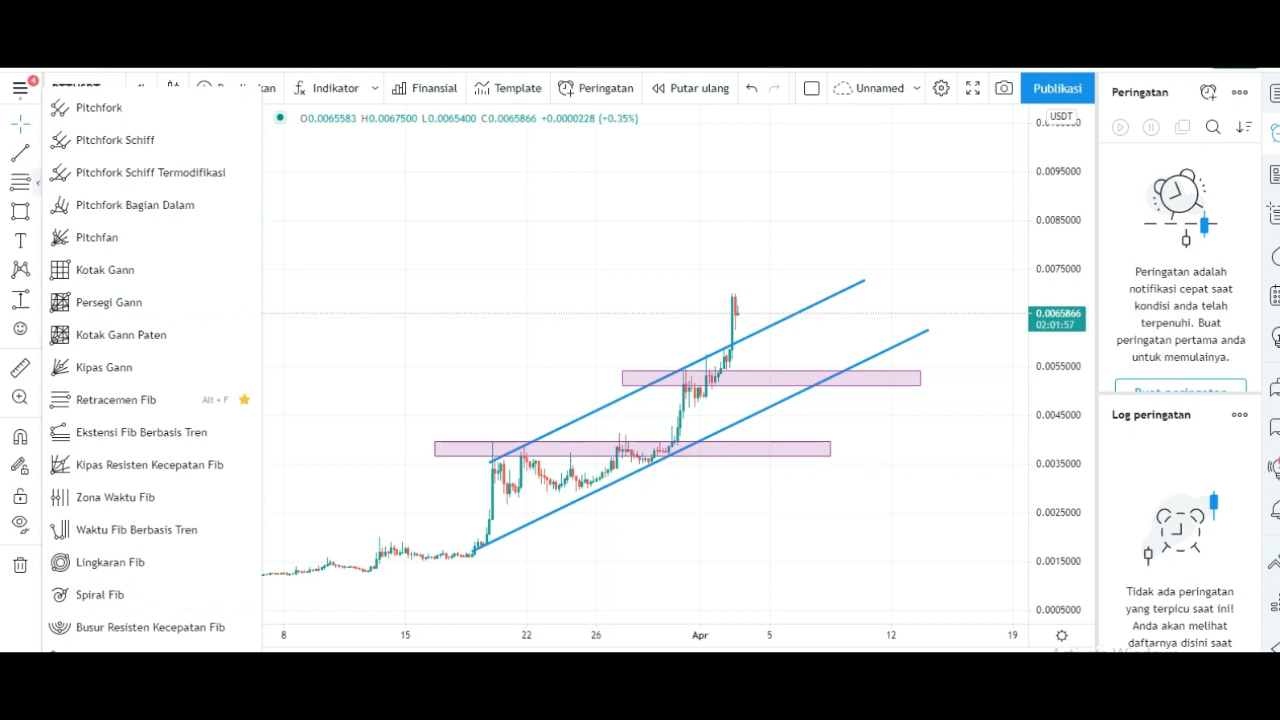 4
Indikator
Finansial
Template
Peringatan
Putar ulang
Unnamed
Publikasi
Peringatan
O0.0065583 H0.0067500 L0.0065400 C0.0065866 +0.0000228 (+0.35%)
USDT
Pitchfork
Pitchfork Schiff
Pitchfork Schiff Termodifikasi
Pitchfork Bagian Dalam
Pitchfan
Kotak Gann
Persegi Gann
Kotak Gann Paten
Kipas Gann
Retracemen Fib Alt + F
Ekstensi Fib Berbasis Tren
Kipas Resisten Kecepatan Fib
Zona Waktu Fib
Waktu Fib Berbasis Tren
Lingkaran Fib
Spiral Fib
Busur Resisten Kecepatan Fib
0.0095000
0.0085000
0.0075000
0.0065866
02:01:57
0.0055000
0.0045000
0.0035000
0.0025000
0.0015000
0.0005000
8 15 22 26 Apr 5 12 19
Peringatan adalah
notifikasi cepat saat
kondisi anda telah
terpenuhi. Buat
peringatan pertama anda
untuk memulainya.
Buat peringatan
Log peringatan
Tidak ada peringatan
yang terpicu saat ini!
Anda akan melihat
daftarnya disini saat